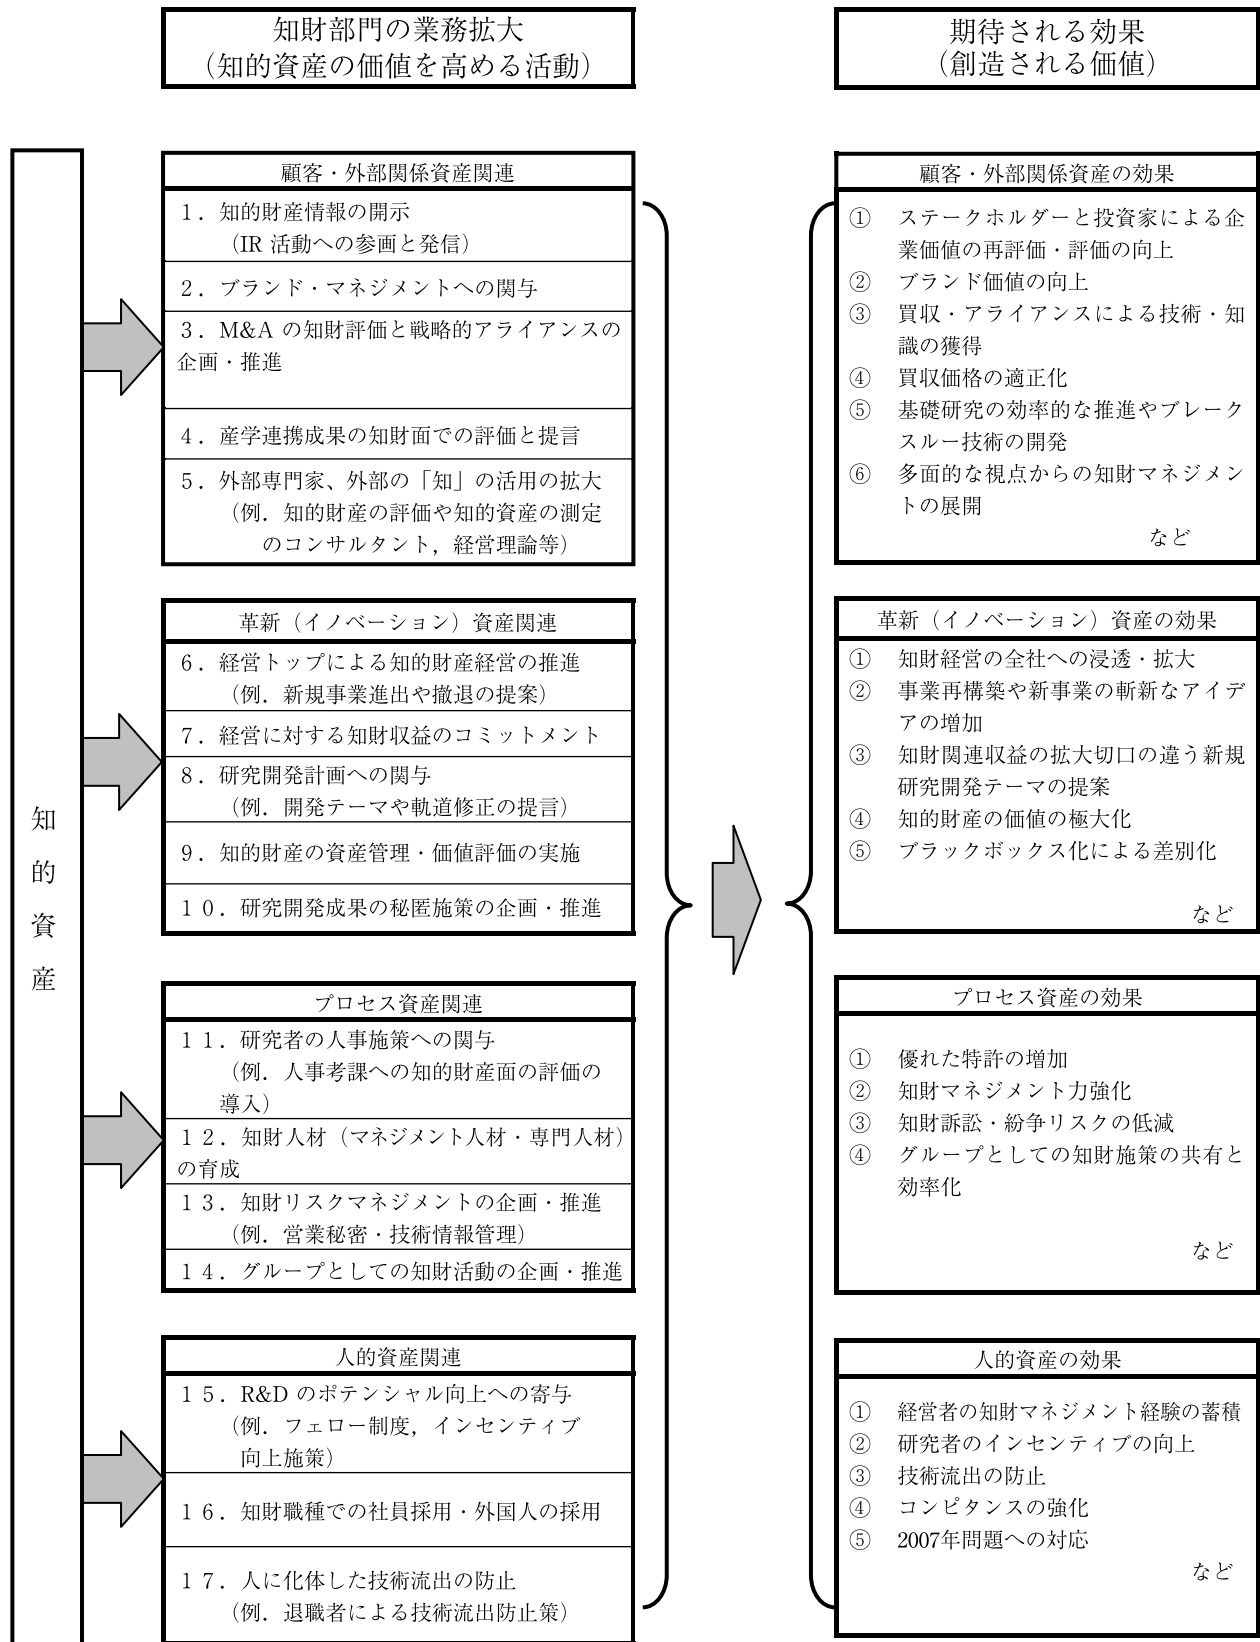 知財部門の業務拡大
（知的資産の価値を高める活動）
期待される効果
（創造される価値）
知的資産
顧客・外部関係資産関連
１．知的財産情報の開示
（IR 活動への参画と発信）
２．ブランド・マネジメントへの関与
３．M&A の知財評価と戦略的アライアンスの
企画・推進
４．産学連携成果の知財面での評価と提言
５．外部専門家、外部の「知」の活用の拡大
（例．知的財産の評価や知的資産の測定
のコンサルタント，経営理論等）
革新（イノベーション）資産関連
６．経営トップによる知的財産経営の推進
（例．新規事業進出や撤退の提案）
７．経営に対する知財収益のコミットメント
８．研究開発計画への関与
（例．開発テーマや軌道修正の提言）
９．知的財産の資産管理・価値評価の実施
１０．研究開発成果の秘匿施策の企画・推進
プロセス資産関連
１１．研究者の人事施策への関与
（例．人事考課への知的財産面の評価の
導入）
１２．知財人材（マネジメント人材・専門人材）
の育成
１３．知財リスクマネジメントの企画・推進
（例．営業秘密・技術情報管理）
１４．グループとしての知財活動の企画・推進
人的資産関連
１５．R&D のポテンシャル向上への寄与
（例．フェロー制度，インセンティブ
向上施策）
１６．知財職種での社員採用・外国人の採用
１７．人に化体した技術流出の防止
（例．退職者による技術流出防止策）
顧客・外部関係資産の効果
① ステークホルダーと投資家による企
業価値の再評価・評価の向上
② ブランド価値の向上
③ 買収・アライアンスによる技術・知
識の獲得
④ 買収価格の適正化
⑤ 基礎研究の効率的な推進やブレーク
スルー技術の開発
⑥ 多面的な視点からの知財マネジメン
トの展開
など
革新（イノベーション）資産の効果
① 知財経営の全社への浸透・拡大
② 事業再構築や新事業の斬新なアイデ
アの増加
③ 知財関連収益の拡大切口の違う新規
研究開発テーマの提案
④ 知的財産の価値の極大化
⑤ ブラックボックス化による差別化
など
プロセス資産の効果
① 優れた特許の増加
② 知財マネジメント力強化
③ 知財訴訟・紛争リスクの低減
④ グループとしての知財施策の共有と
効率化
など
人的資産の効果
① 経営者の知財マネジメント経験の蓄積
② 研究者のインセンティブの向上
③ 技術流出の防止
④ コンピタンスの強化
⑤ 2007年問題への対応
など